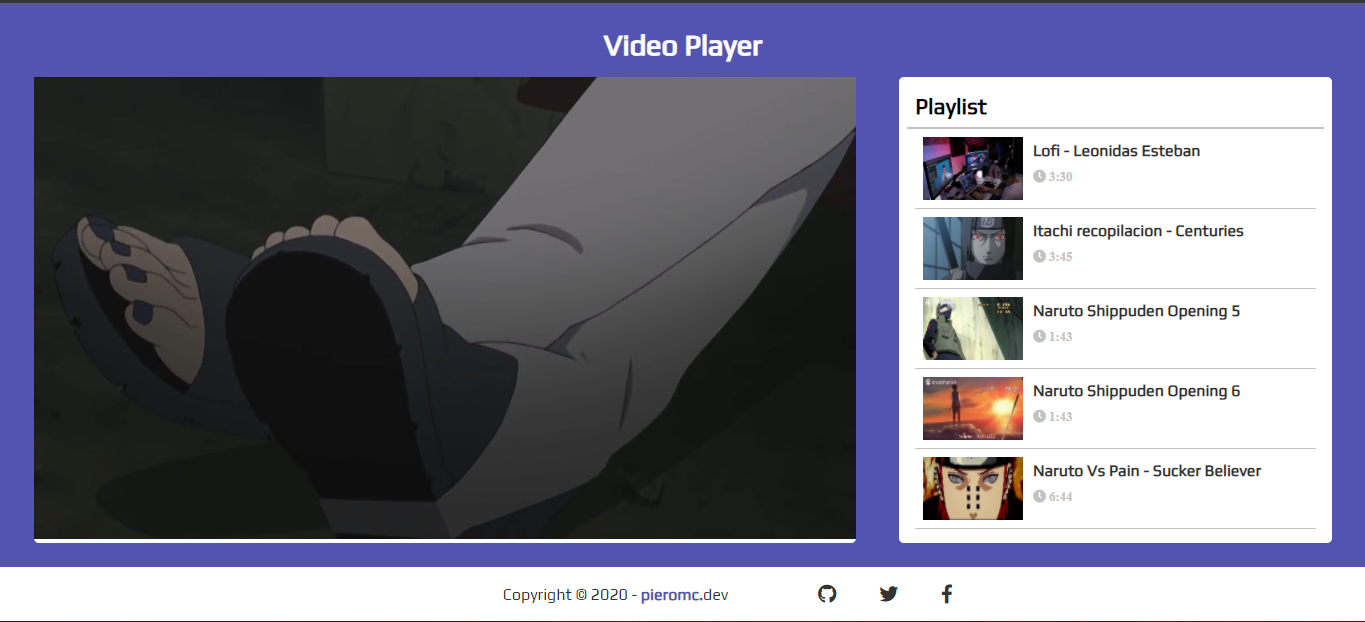 Video Player
Playlist
Lofi - Leonidas Esteban
3:30
Itachi recopilacion - Centuries
3:45
Naruto Shippuden Opening 5
1:43
Naruto Shippuden Opening 6
1:43
Naruto Vs Pain - Sucker Believer
6:44
Copyright © 2020 - pieromc.dev